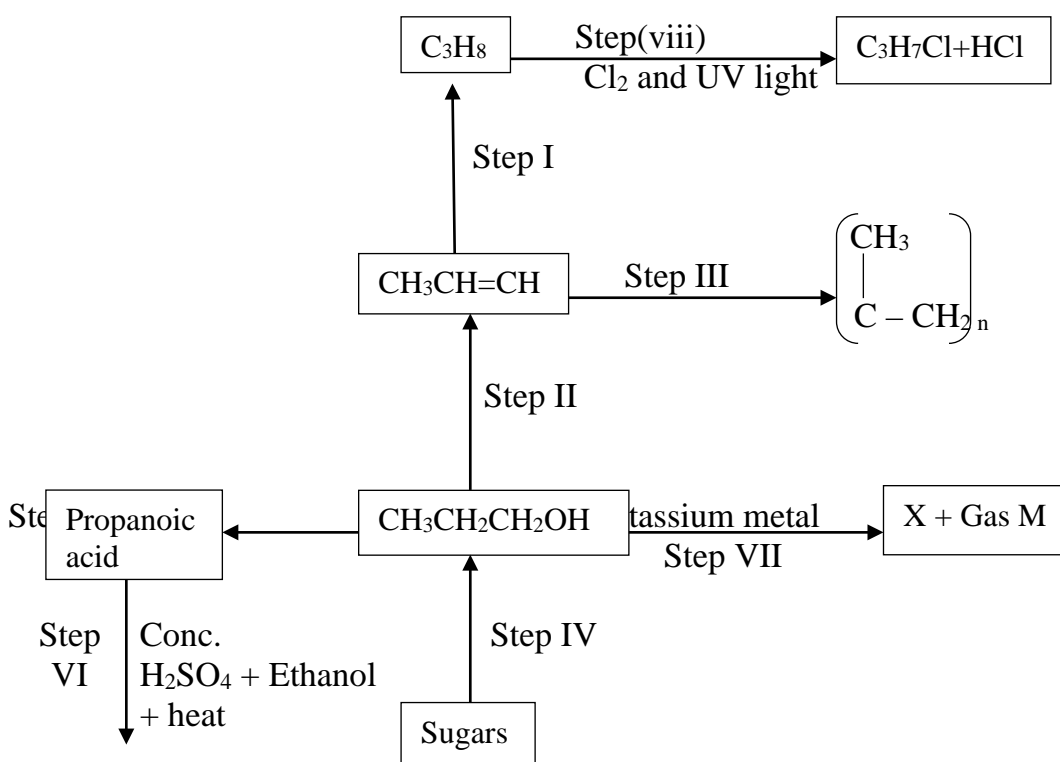 C₃H₈
Step(viii)
Cl₂ and UV light
C₃H₇Cl+HCl
Step I
CH₃CH=CH
Step III
CH₃
|
C – CH₂ n
Step II
Ste
Propanoic
acid
CH₃CH₂CH₂OH
tassium metal
Step VII
X + Gas M
Step
VI
Conc.
H₂SO₄ + Ethanol
+ heat
Step IV
Sugars